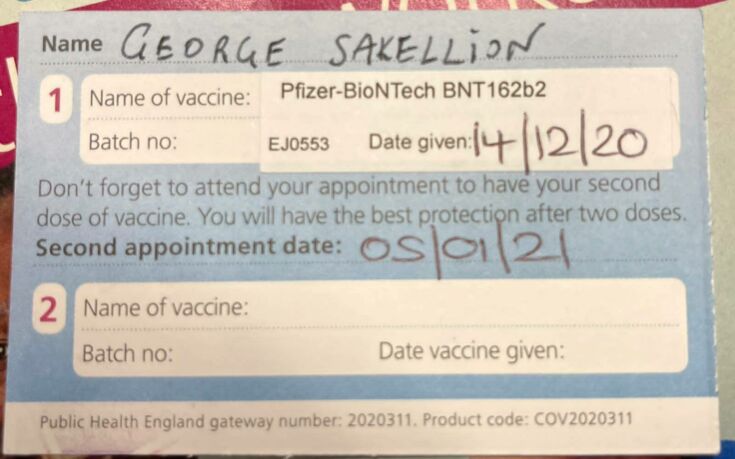 Name GEORGE SAKELLION
1 Name of vaccine: Pfizer-BioNTech BNT162b2
Batch no: EJ0553 Date given: 14/12/20
Don't forget to attend your appointment to have your second
dose of vaccine. You will have the best protection after two doses.
Second appointment date: 05/01/21
2 Name of vaccine:
Batch no: Date vaccine given:
Public Health England gateway number: 2020311. Product code: COV2020311